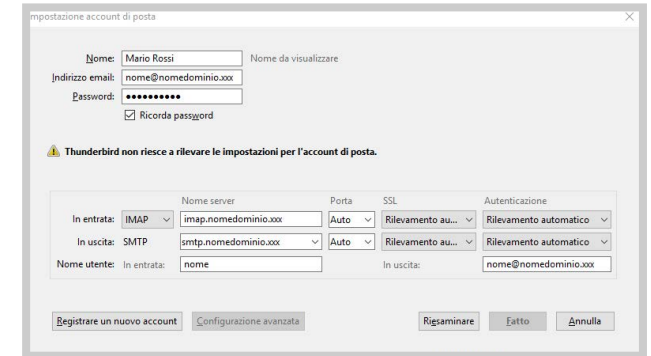 mpostazione account di posta
Nome: Mario Rossi Nome da visualizzare
Indirizzo email: nome@nomedominio.xxx
Password: ••••••••••
Ricorda password
Thunderbird non riesce a rilevare le impostazioni per l'account di posta.
Nome server Porta SSL Autenticazione
In entrata: IMAP imap.nomedominio.xxx Auto Rilevamento au... Rilevamento automatico
In uscita: SMTP smtp.nomedominio.xxx Auto Rilevamento au... Rilevamento automatico
Nome utente: In entrata: nome In uscita: nome@nomedominio.xxx
Registrare un nuovo account Configurazione avanzata Riesaminare Fatto Annulla